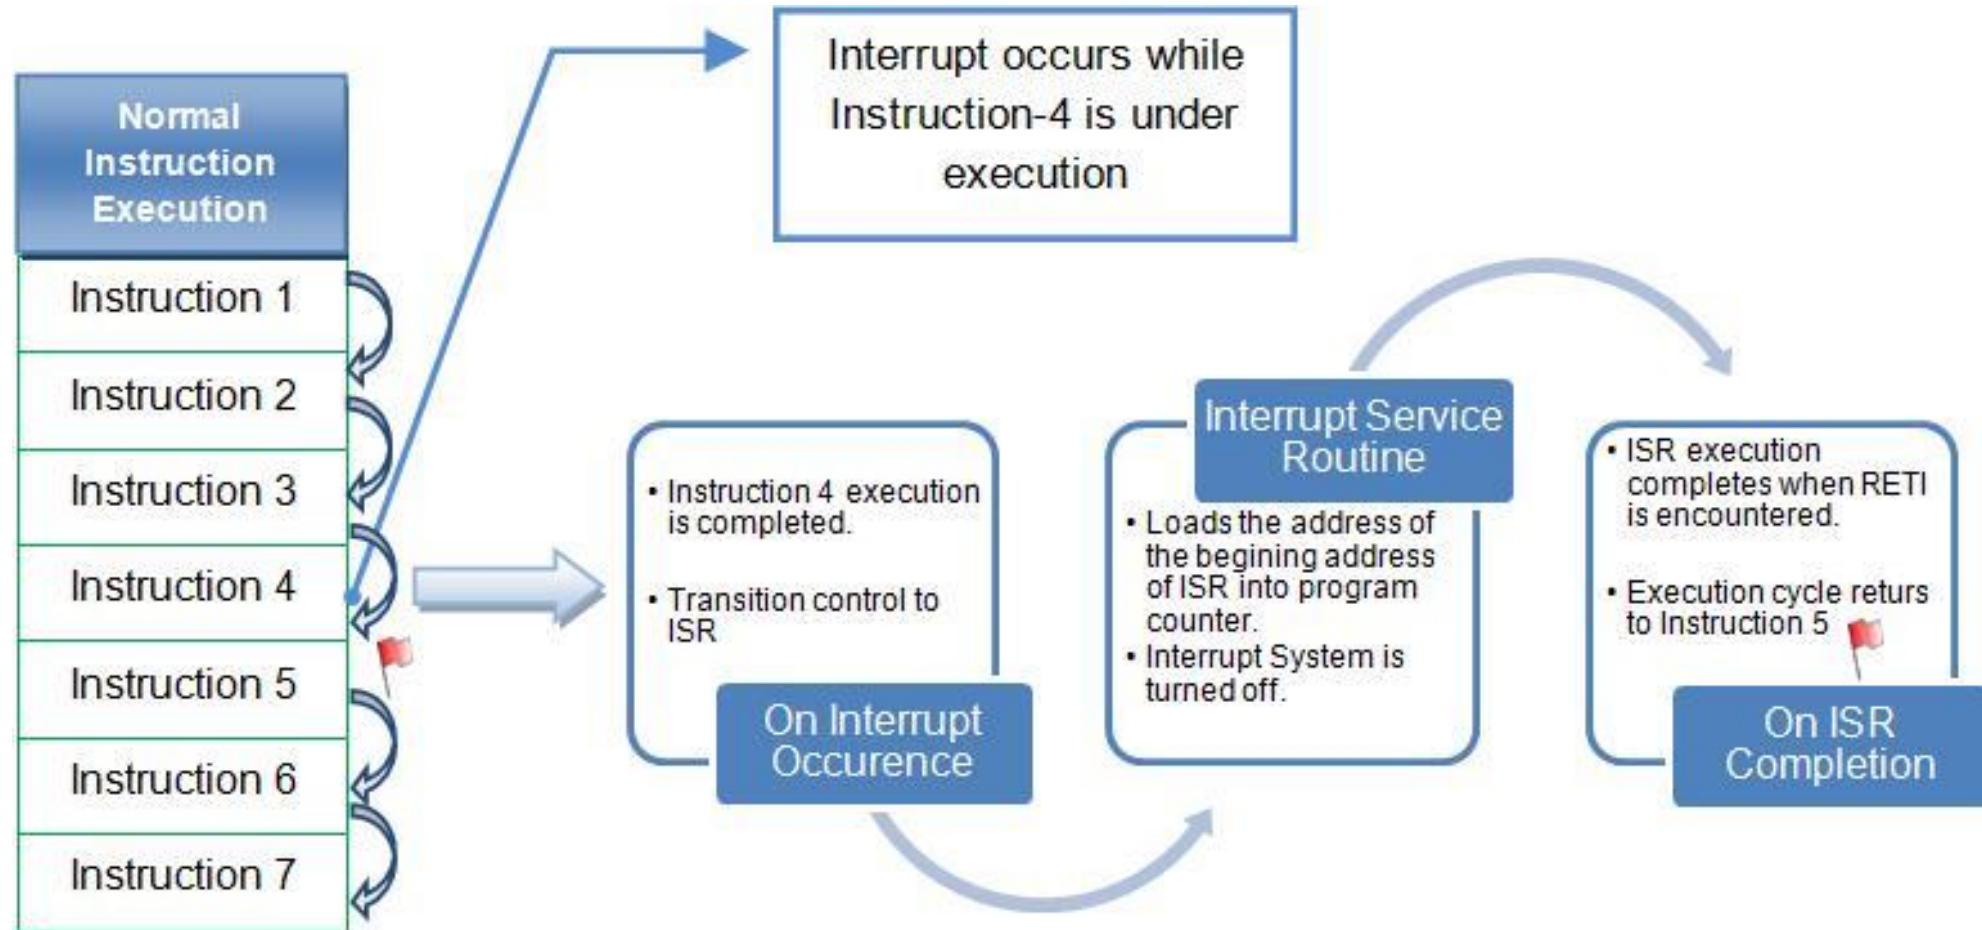 Normal
Instruction
Execution
Instruction 1
Instruction 2
Instruction 3
Instruction 4
Instruction 5
Instruction 6
Instruction 7
Interrupt occurs while
Instruction-4 is under
execution
• Instruction 4 execution
is completed.
• Transition control to
ISR
On Interrupt
Occurence
Interrupt Service
Routine
• Loads the address of
the begining address
of ISR into program
counter.
• Interrupt System is
turned off.
• ISR execution
completes when RETI
is encountered.
• Execution cycle returs
to Instruction 5
On ISR
Completion